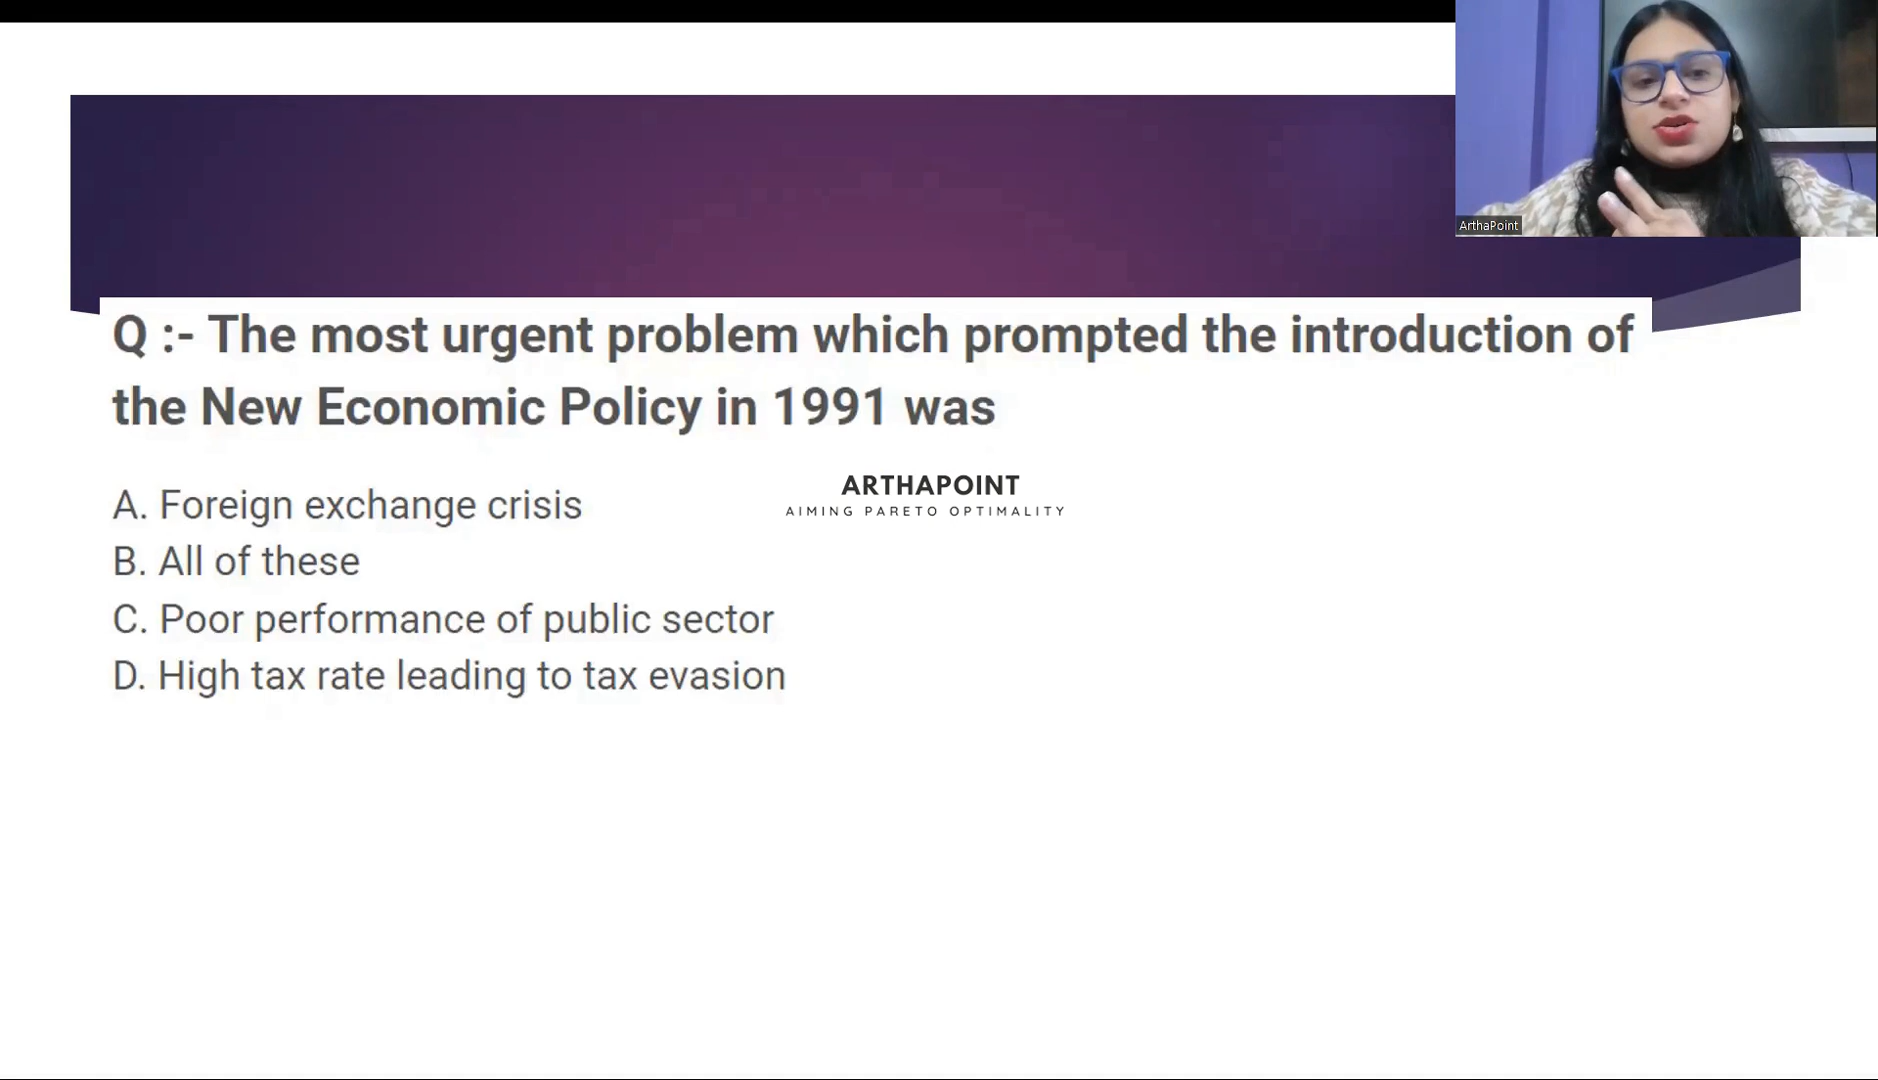 ArthaPoint
Q :- The most urgent problem which prompted the introduction of
the New Economic Policy in 1991 was
ARTHAPOINT
AIMING PARETO OPTIMALITY
A. Foreign exchange crisis
B. All of these
C. Poor performance of public sector
D. High tax rate leading to tax evasion